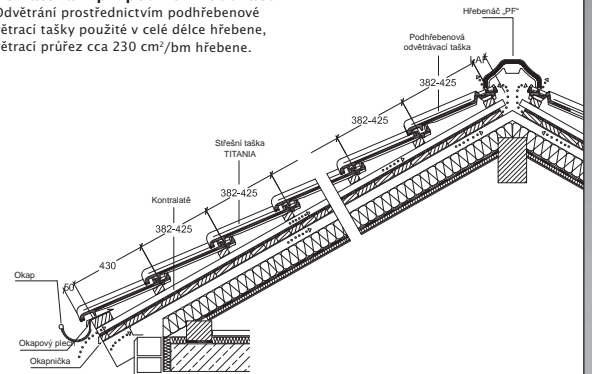 Odvětrání prostřednictvím podhřebenové
větrací tašky použité v celé délce hřebene,
větrací průřez cca 230 cm²/bm hřebene.
Hřebenáč „PF"
Podhřebenová
odvětrávací taška
LAF
382-425
382-425
Střešní taška
TITANIA
382-425
Kontralatě
382-425
430
Okap
50
Okapový plech
Okapnička